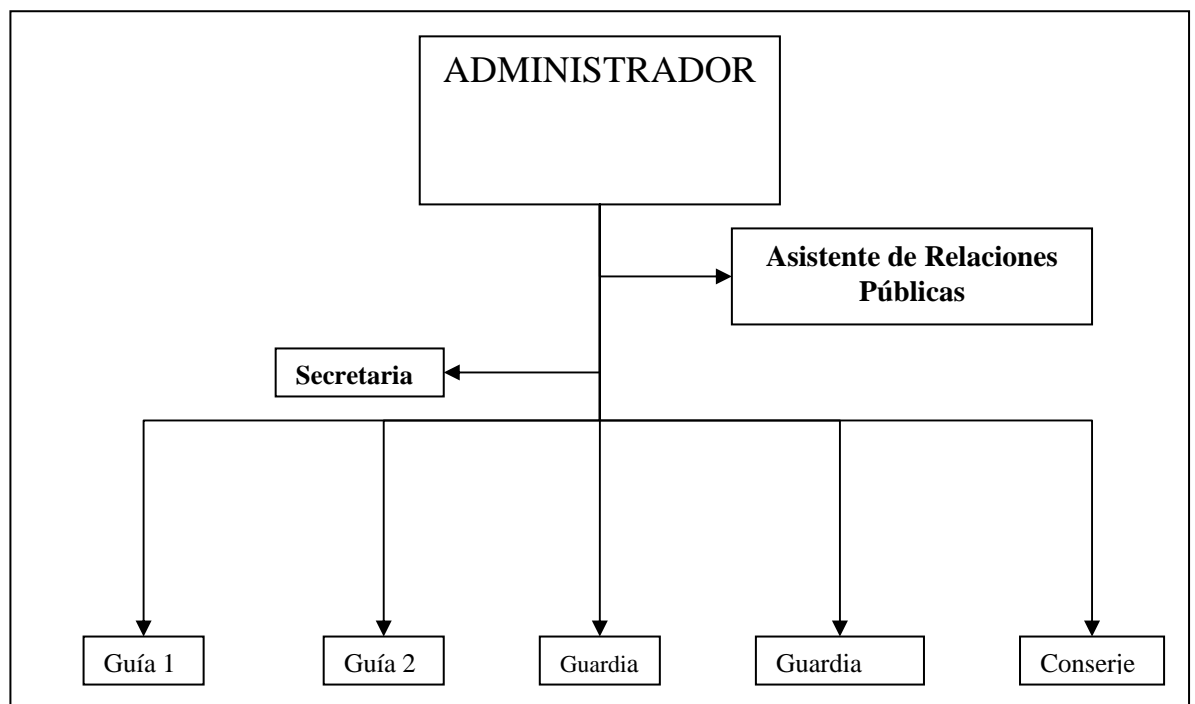 ADMINISTRADOR
Asistente de Relaciones
Públicas
Secretaria
Guía 1
Guía 2
Guardia
Guardia
Conserje